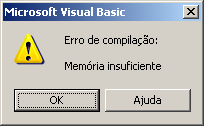 Microsoft Visual Basic
Erro de compilação:
Memória insuficiente
OK
Ajuda